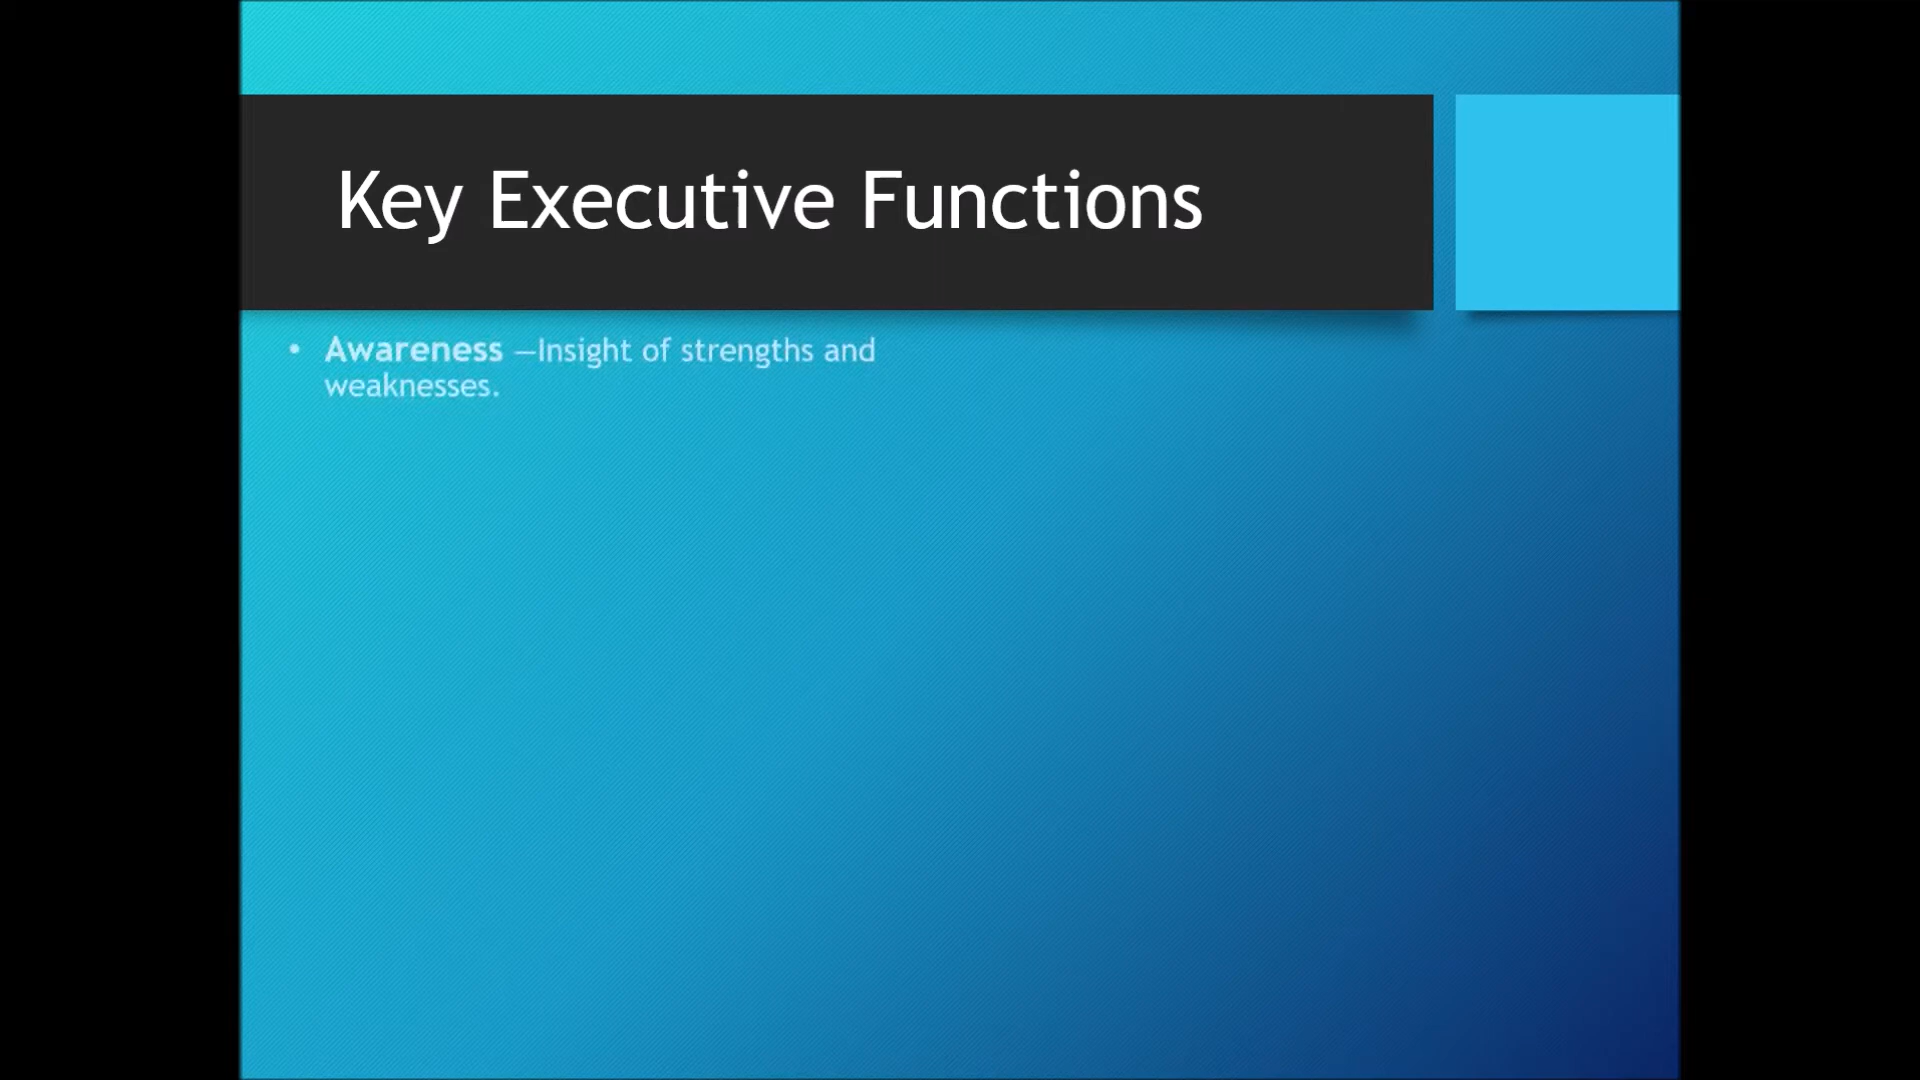 Key Executive Functions
• Awareness —Insight of strengths and
weaknesses.